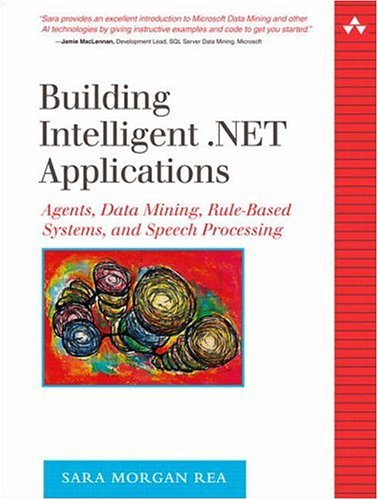 "Sara provides an excellent introduction to Microsoft Data Mining and other
AI technologies by giving instructive examples and code to get you started."
—Jamie MacLennan, Development Lead, SQL Server Data Mining, Microsoft
Building
Intelligent .NET
Applications
Agents, Data Mining, Rule-Based
Systems, and Speech Processing
SARA MORGAN REA